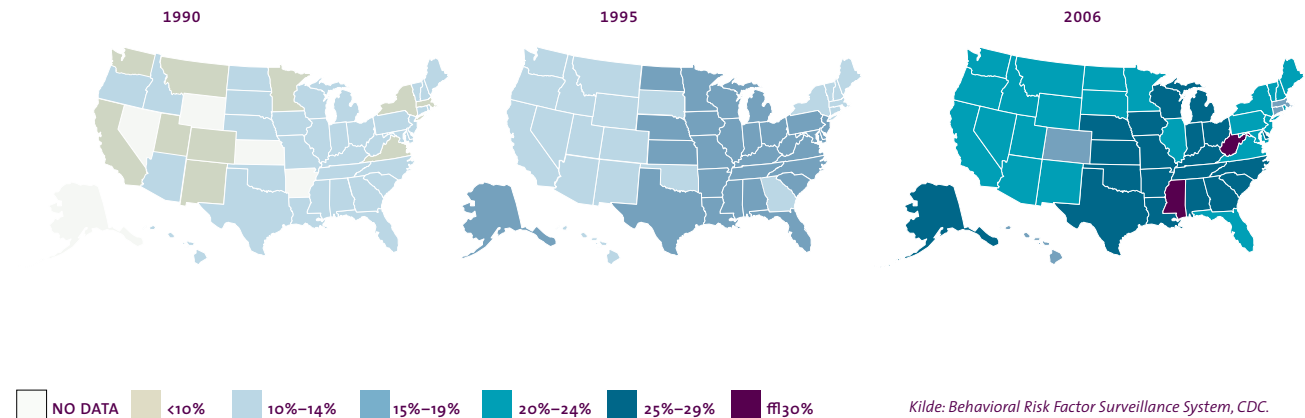 1990
1995
2006
NO DATA
<10%
10%–14%
15%–19%
20%–24%
25%–29%
ffl30%
Kilde: Behavioral Risk Factor Surveillance System, CDC.